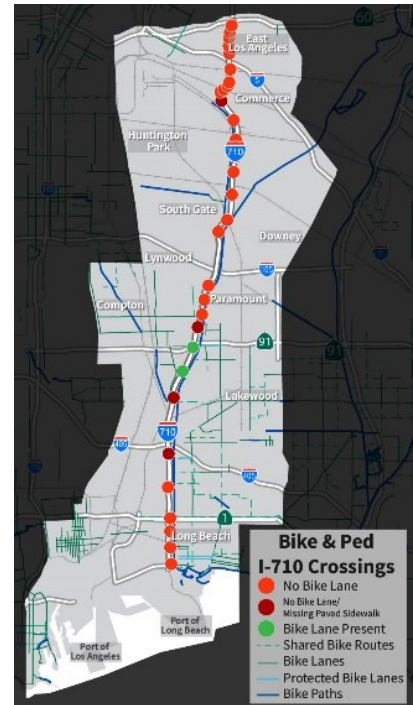 60
East
Los Angeles
5
Commerce
Huntington
Park
710
South Gate
Downey
Lynwood
105
Compton
Paramount
91
91
Lakewood
710
405
405
1
Long Beach
Port of
Los Angeles
Port of
Long Beach
Bike & Ped
I-710 Crossings
No Bike Lane
No Bike Lane/
Missing Paved Sidewalk
Bike Lane Present
Shared Bike Routes
Bike Lanes
Protected Bike Lanes
Bike Paths